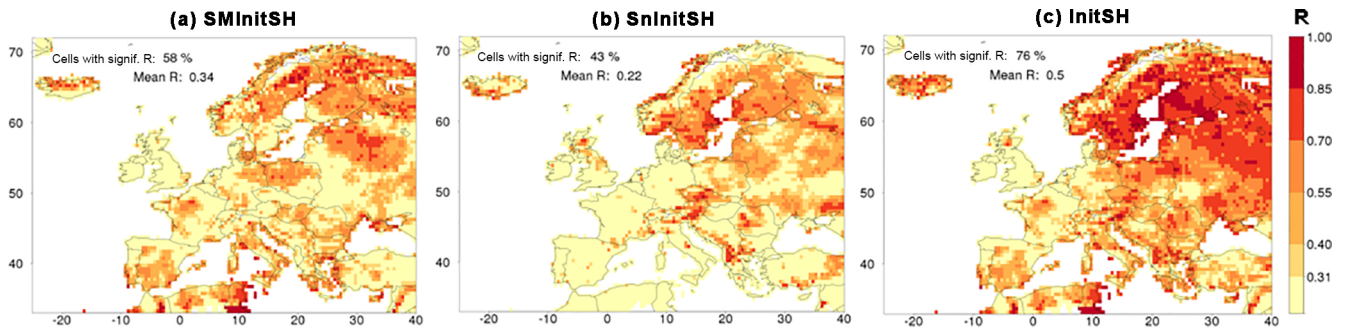 (a) SMInitSH
(b) SnInitSH
(c) InitSH
R
Cells with signif. R: 58 %
Mean R: 0.34
Cells with signif. R: 43 %
Mean R: 0.22
Cells with signif. R: 76 %
Mean R: 0.5
70
60
50
40
-20 -10 0 10 20 30 40
70
60
50
40
-20 -10 0 10 20 30 40
70
60
50
40
-20 -10 0 10 20 30 40
1.00
0.85
0.70
0.55
0.40
0.31